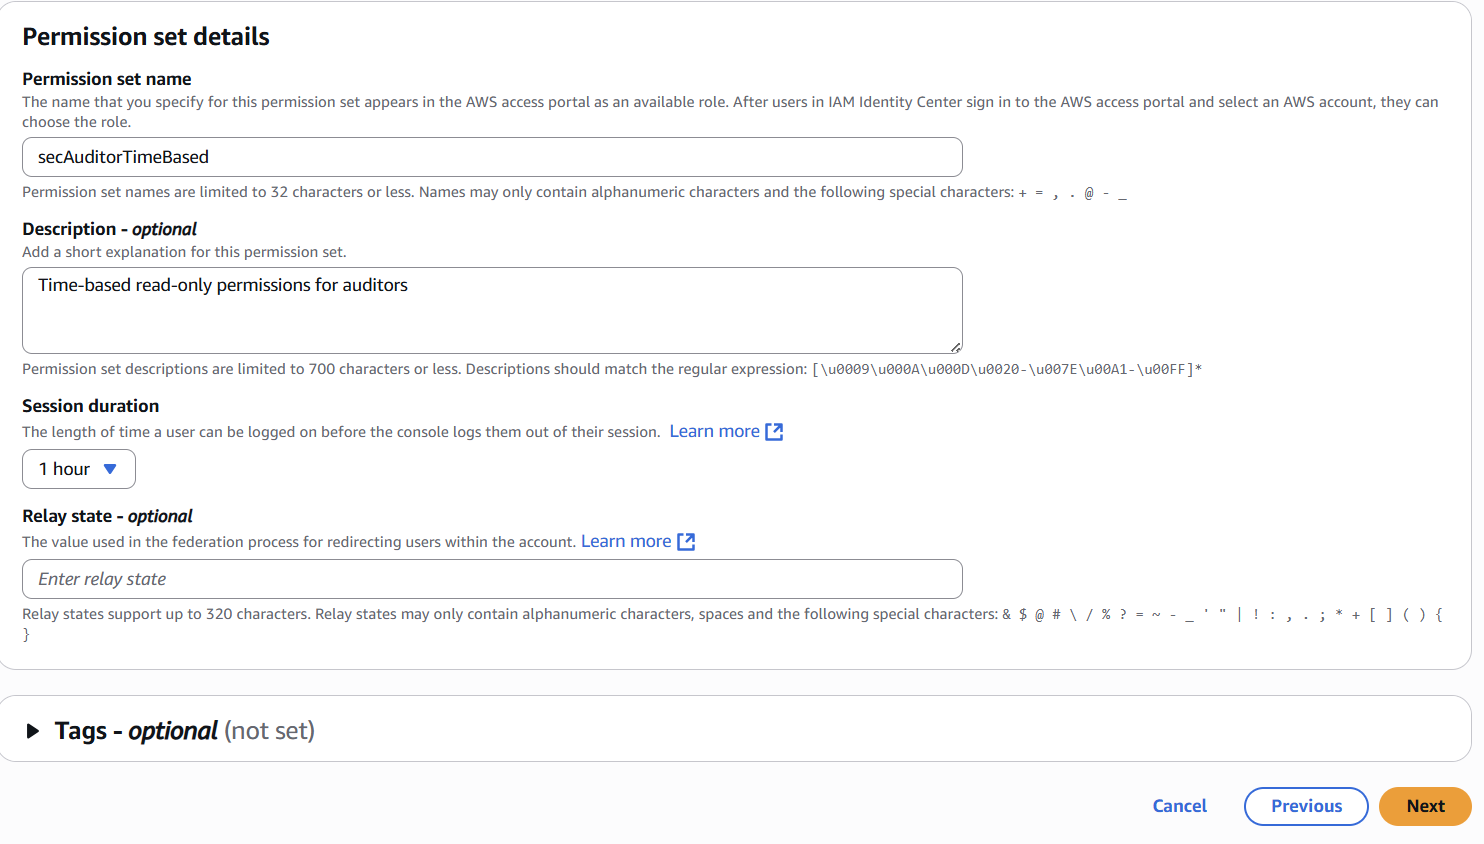 Permission set details
Permission set name
The name that you specify for this permission set appears in the AWS access portal as an available role. After users in IAM Identity Center sign in to the AWS access portal and select an AWS account, they can
choose the role.
secAuditorTimeBased
Permission set names are limited to 32 characters or less. Names may only contain alphanumeric characters and the following special characters: + = , . @ - _
Description - optional
Add a short explanation for this permission set.
Time-based read-only permissions for auditors
Permission set descriptions are limited to 700 characters or less. Descriptions should match the regular expression: [\u0009\u000A\u000D\u0020-\u007E\u00A1-\u00FF]*
Session duration
The length of time a user can be logged on before the console logs them out of their session. Learn more
1 hour
Relay state - optional
The value used in the federation process for redirecting users within the account. Learn more
Enter relay state
Relay states support up to 320 characters. Relay states may only contain alphanumeric characters, spaces and the following special characters: & $ @ # \ / % ? = ~ - _ ' " | ! : , . ; * + [ ] ( ) {
}
Tags - optional (not set)
Cancel Previous Next